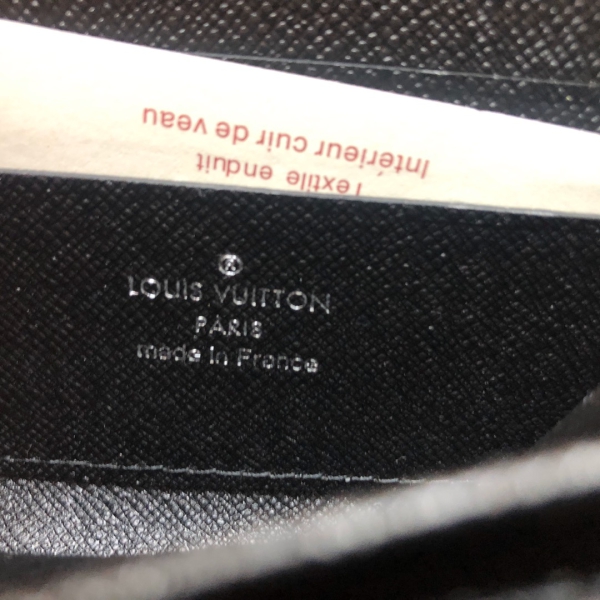 Textile enduit
Intérieur cuir de veau
®
LOUIS VUITTON
PARIS
made in France